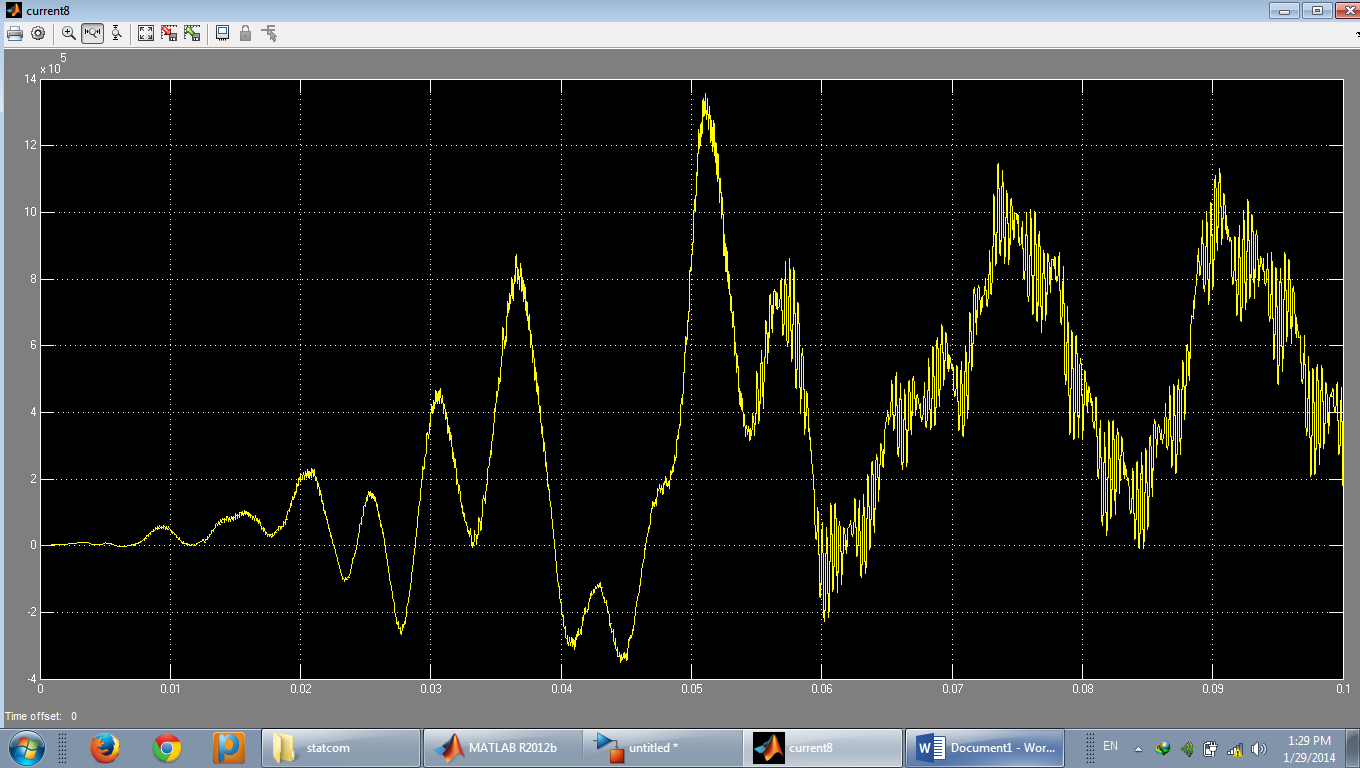 current8
x 10
5
14
12
10
8
6
4
2
0
-2
-4
0 0.01 0.02 0.03 0.04 0.05 0.06 0.07 0.08 0.09 0.1
Time offset: 0
statcom MATLAB R2012b untitled * current8 W Document1 - Wor... EN 1:29 PM
1/29/2014